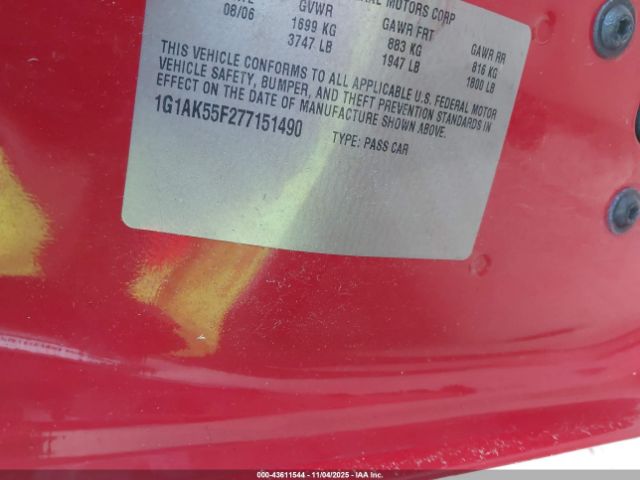 MOTORS CORP
08/06 GVWR GAWR FRT GAWR RR
1699 KG 883 KG 816 KG
3747 LB 1947 LB 1800 LB
THIS VEHICLE CONFORMS TO ALL APPLICABLE U.S. FEDERAL MOTOR
VEHICLE SAFETY, BUMPER, AND THEFT PREVENTION STANDARDS IN
EFFECT ON THE DATE OF MANUFACTURE SHOWN ABOVE.
1G1AK55F277151490 TYPE: PASS CAR
000-43611544 - 11/04/2025 - IAA Inc.